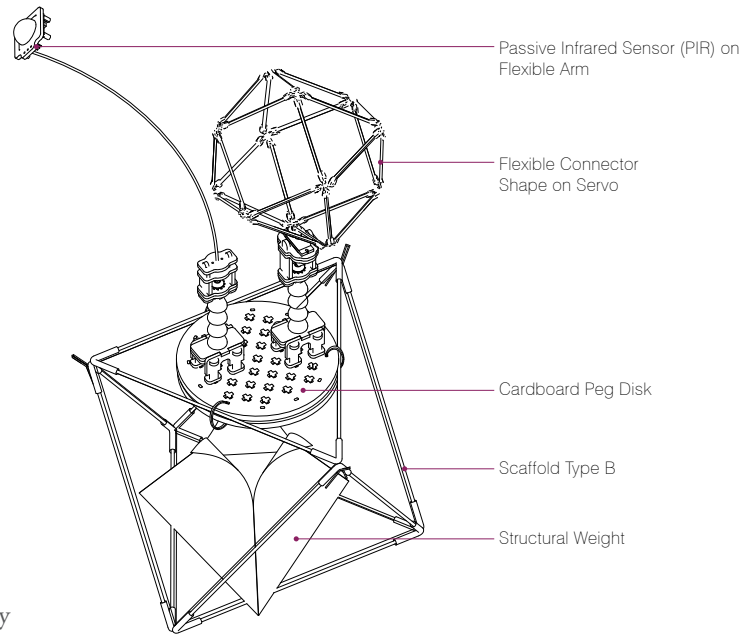 Passive Infrared Sensor (PIR) on
Flexible Arm
Flexible Connector
Shape on Servo
Cardboard Peg Disk
Scaffold Type B
Structural Weight
y